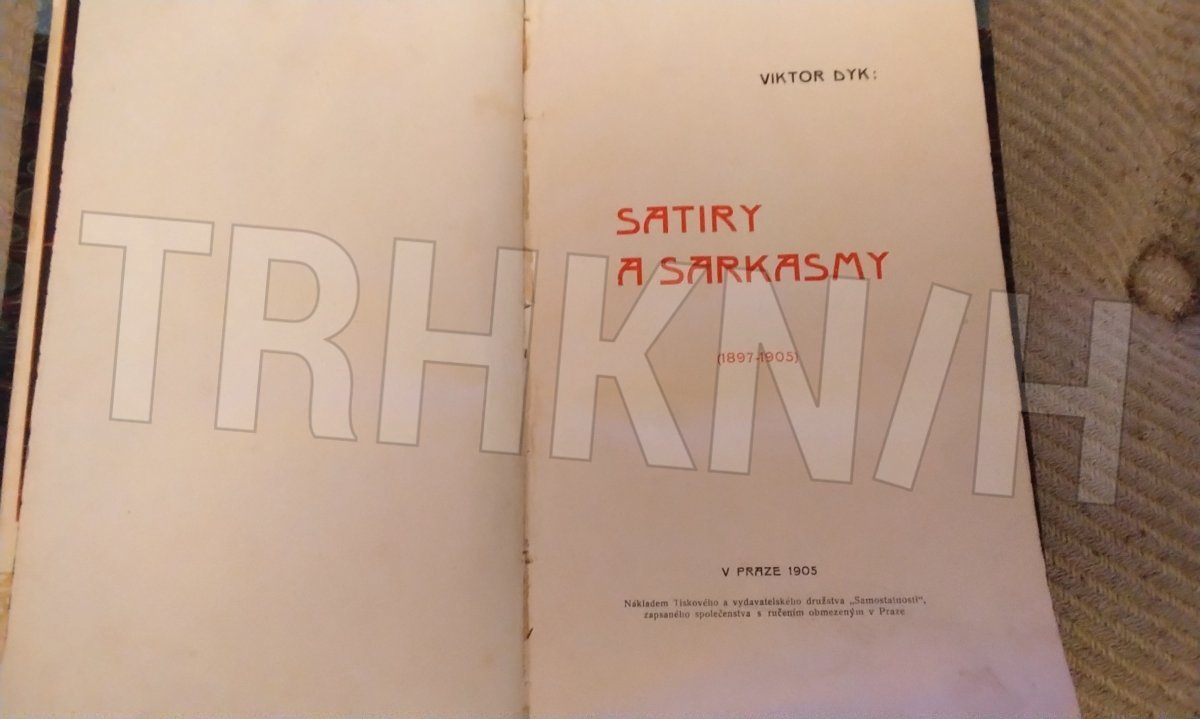 VIKTOR DYK:
SATIRY
A SARKASMY
(1897-1905)
TRHKNIH
V PRAZE 1905
Nákladem Tiskového a vydavatelského družstva „Samostatnosti“,
zapsaného společenstva s ručením obmezeným v Praze